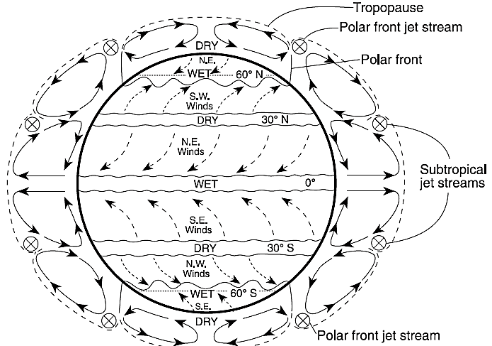 Tropopause
Polar front jet stream
Polar front
DRY
N.E.
WET 60° N
S.W.
Winds
DRY 30° N
N.E.
Winds
Subtropical
jet streams
WET 0°
S.E.
Winds
DRY 30° S
N.W.
Winds
WET 60° S
S.E.
DRY
Polar front jet stream